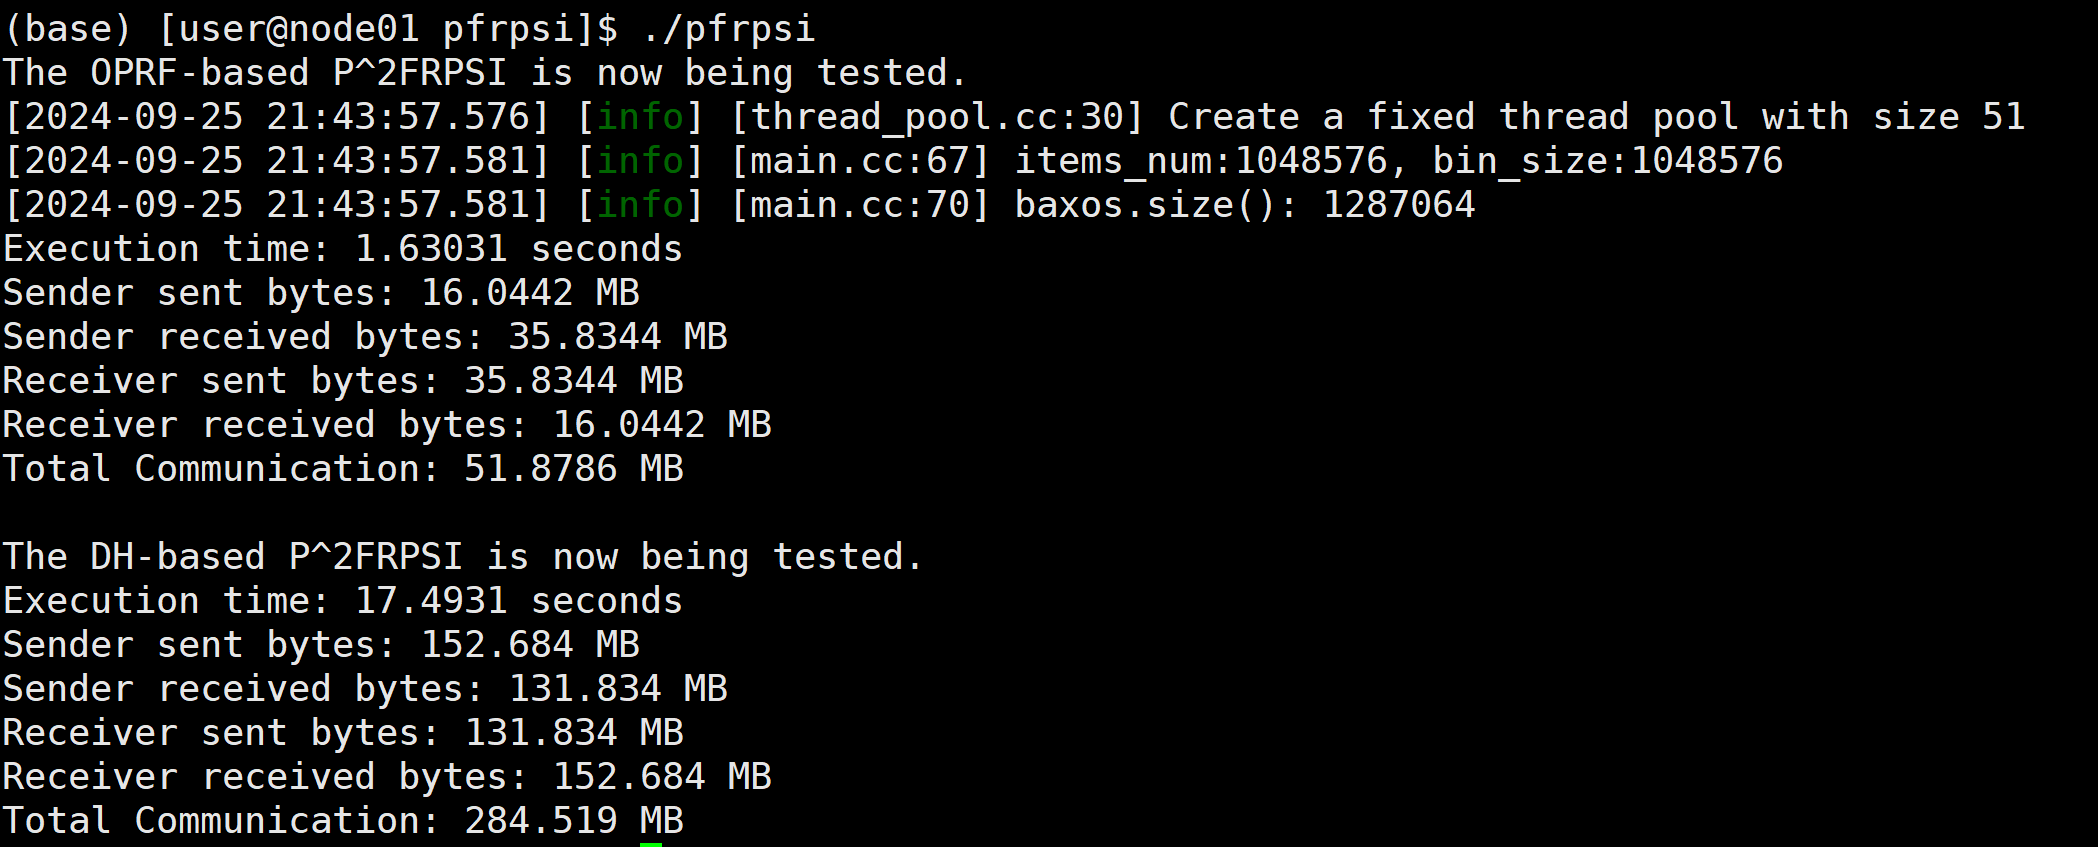 (base) [user@node01 pfrpsi]$ ./pfrpsi
The OPRF-based P^2FRPSI is now being tested.
[2024-09-25 21:43:57.576] [info] [thread_pool.cc:30] Create a fixed thread pool with size 51
[2024-09-25 21:43:57.581] [info] [main.cc:67] items_num:1048576, bin_size:1048576
[2024-09-25 21:43:57.581] [info] [main.cc:70] baxos.size(): 1287064
Execution time: 1.63031 seconds
Sender sent bytes: 16.0442 MB
Sender received bytes: 35.8344 MB
Receiver sent bytes: 35.8344 MB
Receiver received bytes: 16.0442 MB
Total Communication: 51.8786 MB
The DH-based P^2FRPSI is now being tested.
Execution time: 17.4931 seconds
Sender sent bytes: 152.684 MB
Sender received bytes: 131.834 MB
Receiver sent bytes: 131.834 MB
Receiver received bytes: 152.684 MB
Total Communication: 284.519 MB